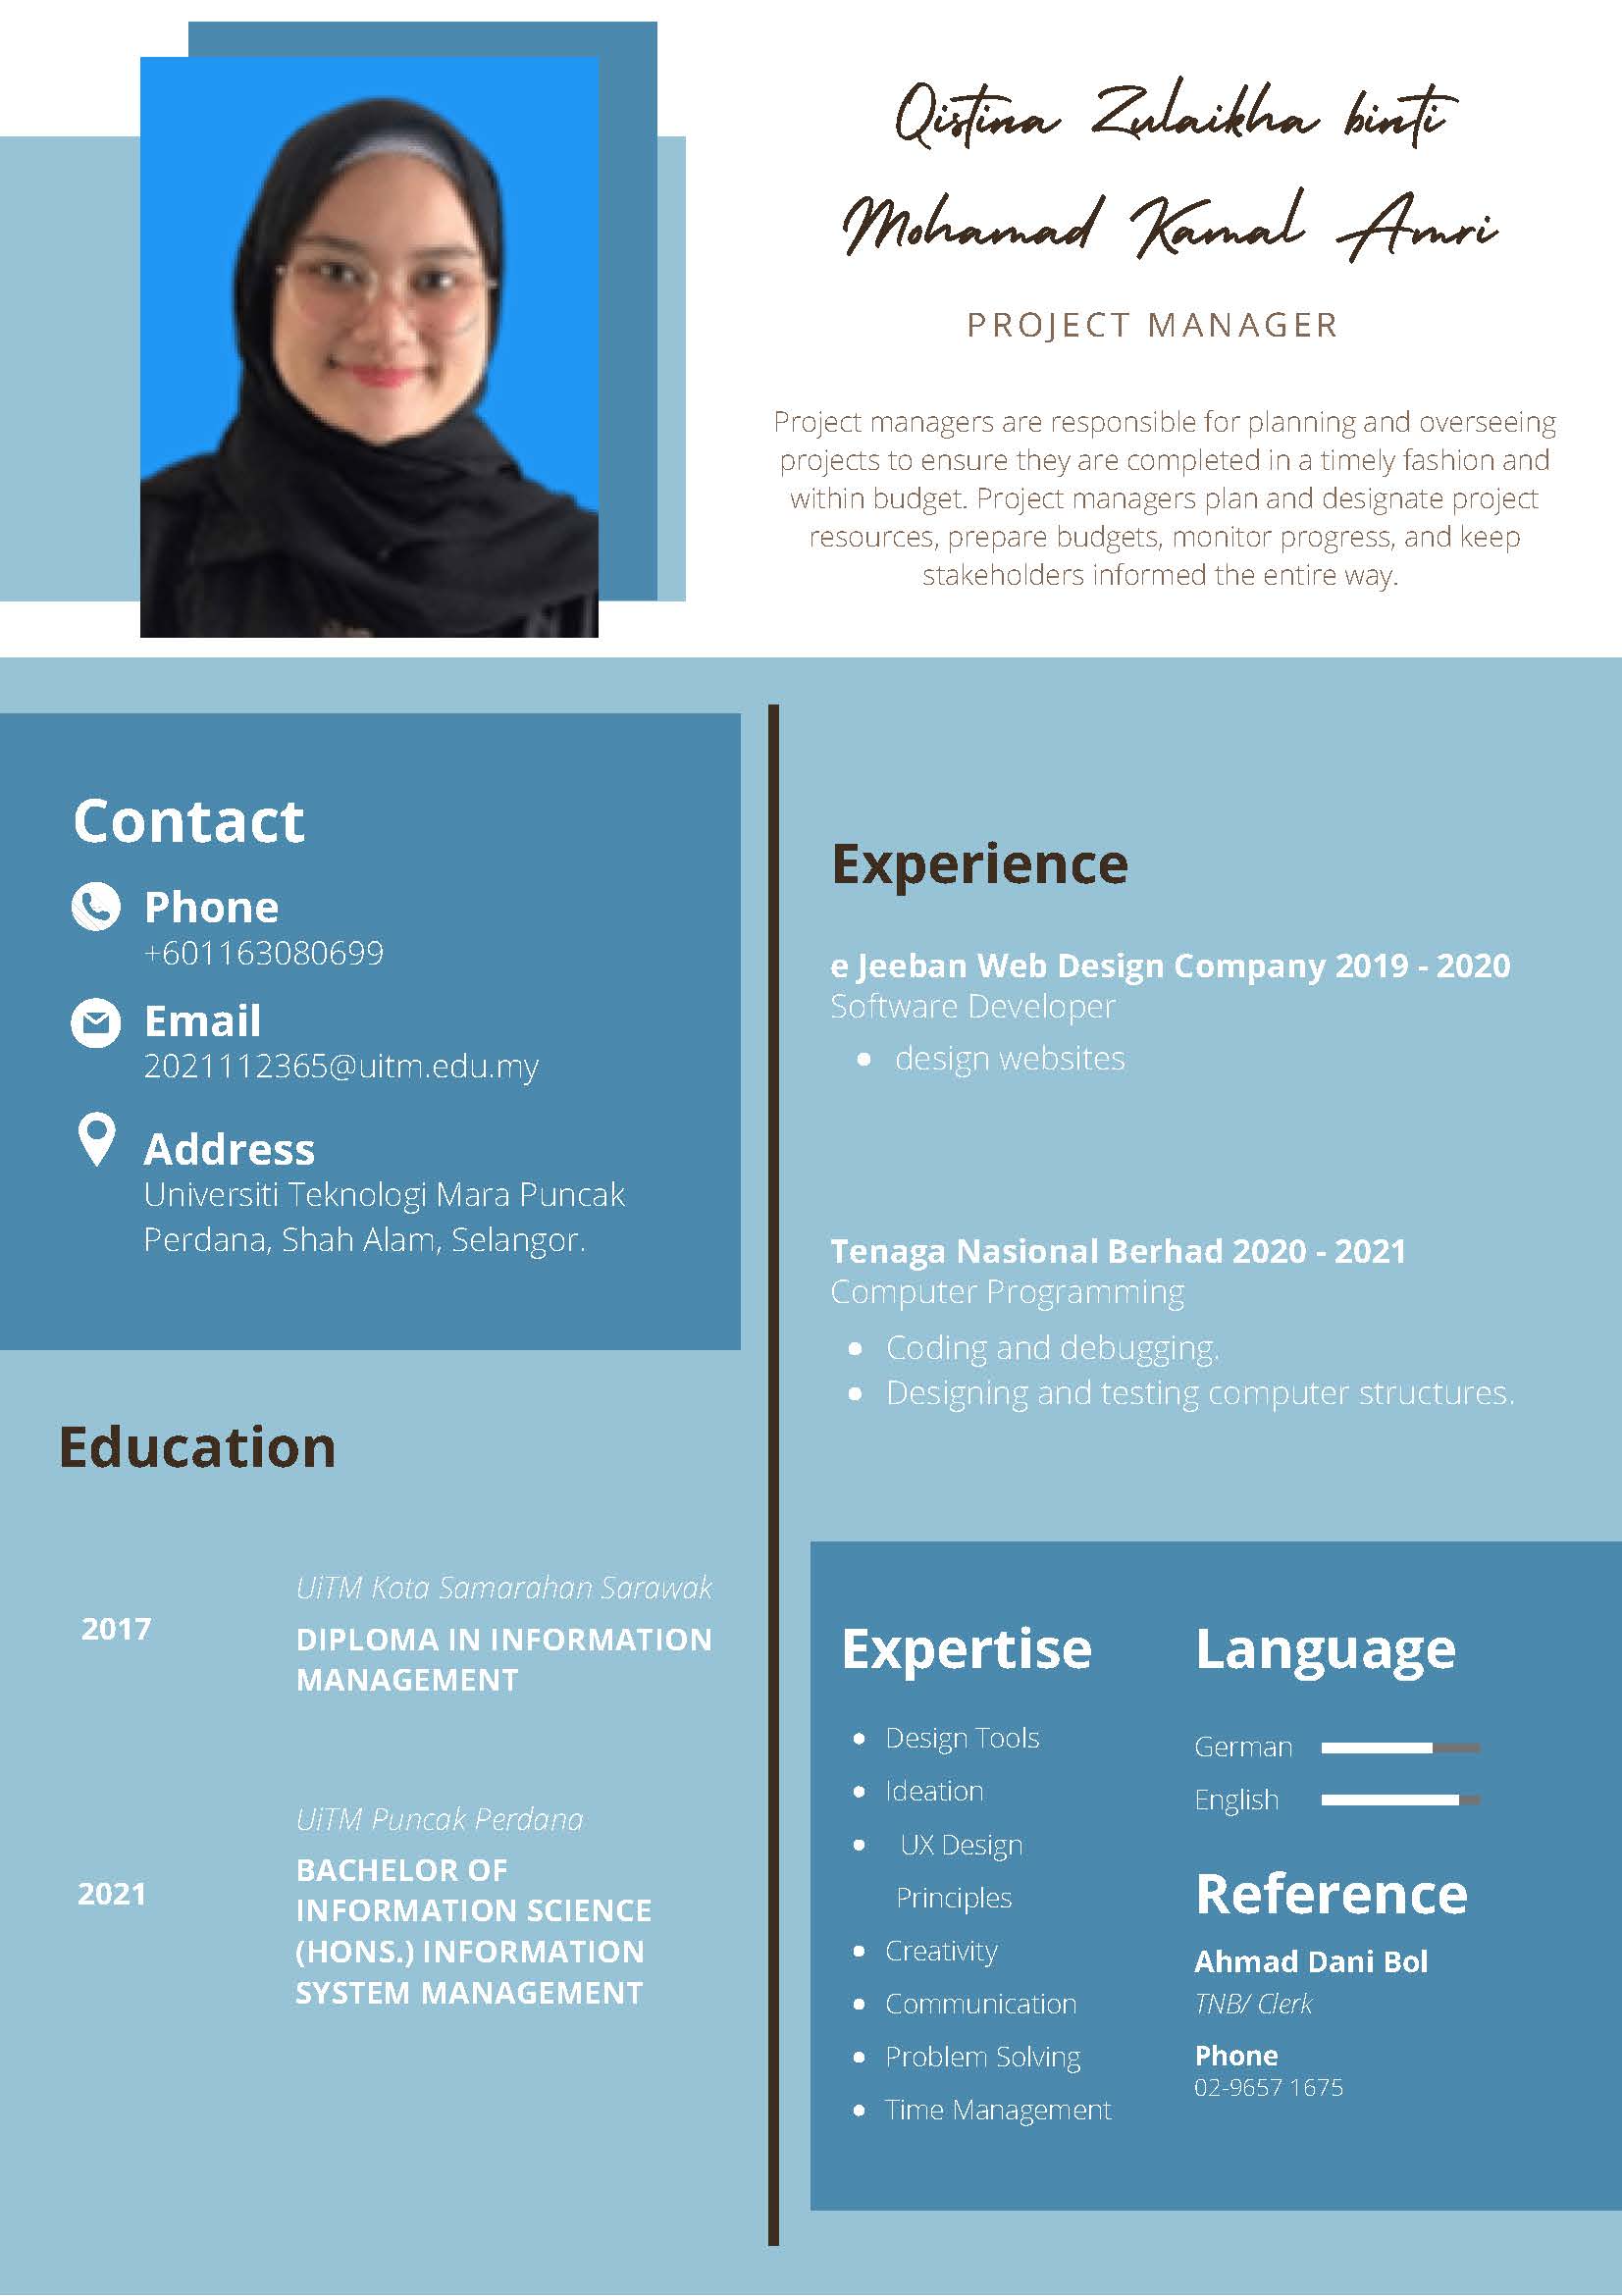 Qistina Zulaikha binti
Mohamad Kamal Amri
PROJECT MANAGER
Project managers are responsible for planning and overseeing
projects to ensure they are completed in a timely fashion and
within budget. Project managers plan and designate project
resources, prepare budgets, monitor progress, and keep
stakeholders informed the entire way.
Contact
Phone
+601163080699
Email
2021112365@uitm.edu.my
Address
Universiti Teknologi Mara Puncak
Perdana, Shah Alam, Selangor.
Education
UiTM Kota Samarahan Sarawak
2017
DIPLOMA IN INFORMATION
MANAGEMENT
UiTM Puncak Perdana
2021
BACHELOR OF
INFORMATION SCIENCE
(HONS.) INFORMATION
SYSTEM MANAGEMENT
Experience
e Jeeban Web Design Company 2019 - 2020
Software Developer
• design websites
Tenaga Nasional Berhad 2020 - 2021
Computer Programming
• Coding and debugging.
• Designing and testing computer structures.
Expertise
• Design Tools
• Ideation
• UX Design
Principles
• Creativity
• Communication
• Problem Solving
• Time Management
Language
German
English
Reference
Ahmad Dani Bol
TNB/ Clerk
Phone
02-9657 1675